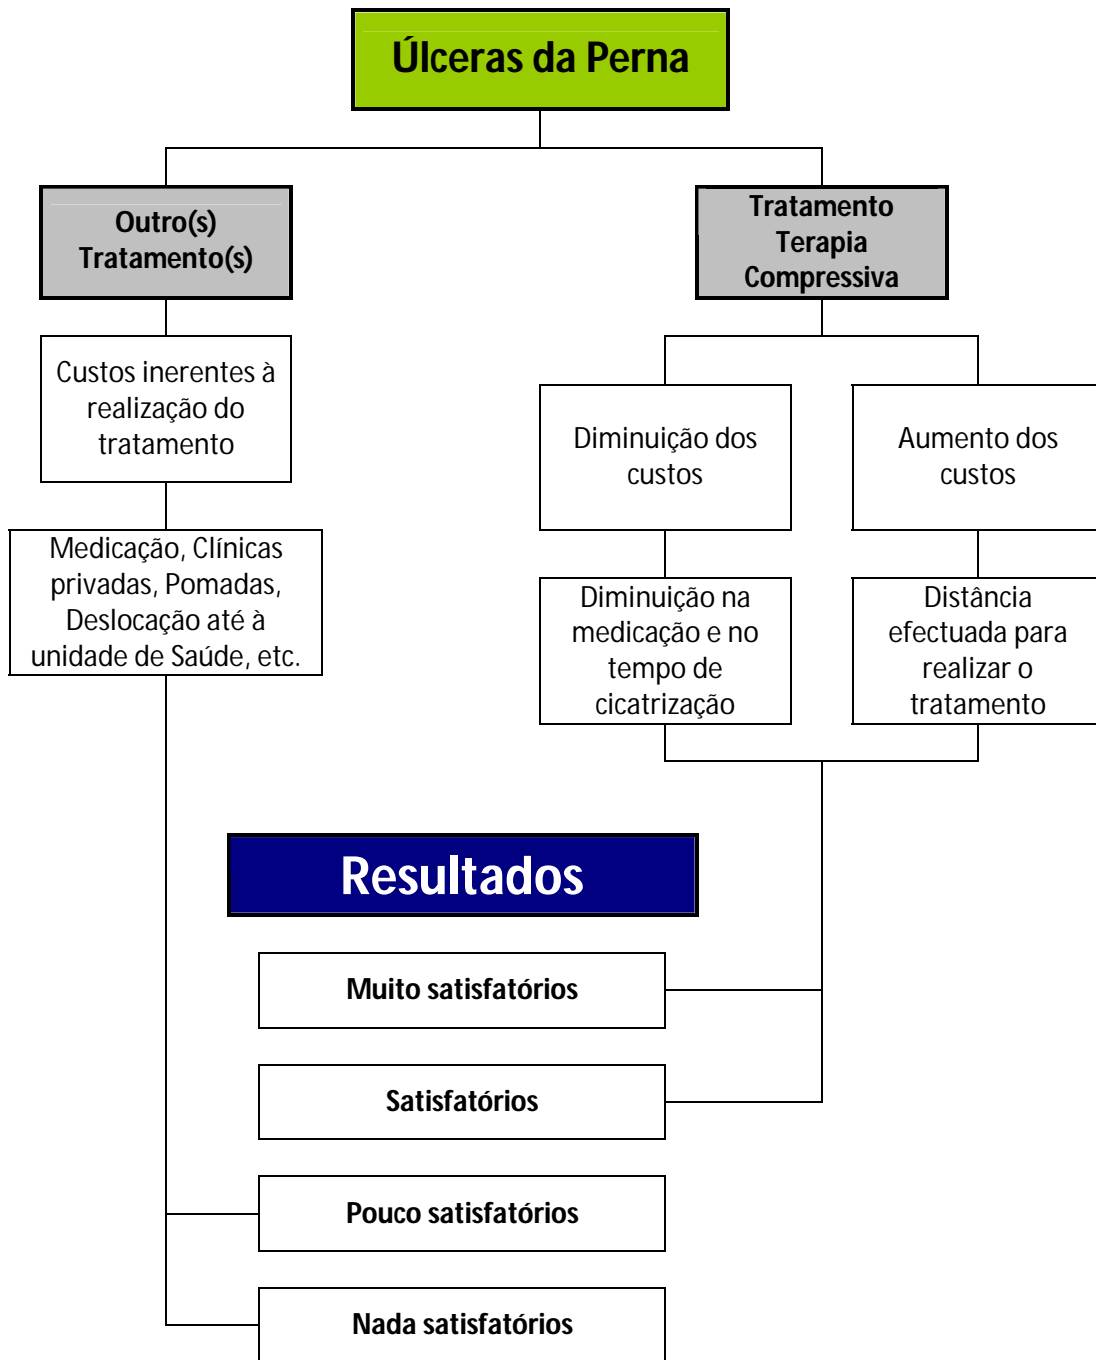 Úlceras da Perna
Outro(s)
Tratamento(s)
Tratamento
Terapia
Compressiva
Custos inerentes à
realização do
tratamento
Diminuição dos
custos
Aumento dos
custos
Medicação, Clínicas
privadas, Pomadas,
Deslocação até à
unidade de Saúde, etc.
Diminuição na
medicação e no
tempo de
cicatrização
Distância
efectuada para
realizar o
tratamento
Resultados
Muito satisfatórios
Satisfatórios
Pouco satisfatórios
Nada satisfatórios